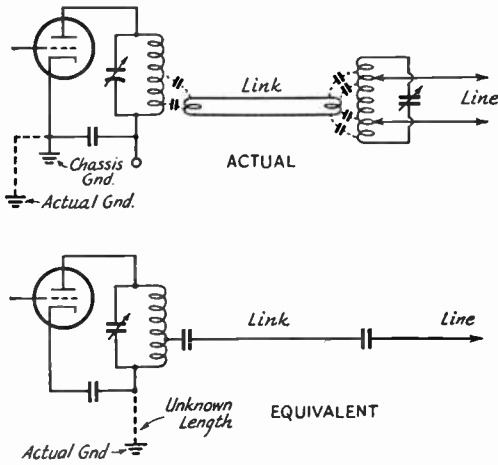 Link
Line
Chassis
Gnd.
Actual Gnd.
ACTUAL
Link
Line
Unknown
Length
EQUIVALENT
Actual Gnd